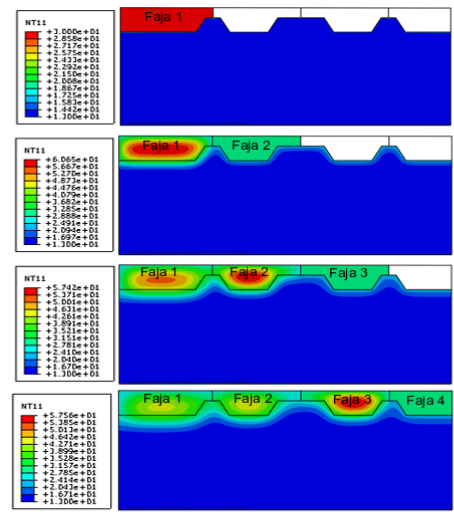 NT11
+3.000e+01
+2.858e+01
+2.717e+01
+2.575e+01
+2.433e+01
+2.292e+01
+2.150e+01
+2.008e+01
+1.867e+01
+1.725e+01
+1.583e+01
+1.442e+01
+1.300e+01
Faja 1
NT11
+6.065e+01
+5.667e+01
+5.270e+01
+4.873e+01
+4.476e+01
+4.079e+01
+3.682e+01
+3.285e+01
+2.888e+01
+2.491e+01
+2.094e+01
+1.697e+01
+1.300e+01
Faja 1
Faja 2
NT11
+5.742e+01
+5.371e+01
+5.001e+01
+4.631e+01
+4.261e+01
+3.891e+01
+3.521e+01
+3.151e+01
+2.781e+01
+2.410e+01
+2.040e+01
+1.670e+01
+1.300e+01
Faja 1
Faja 2
Faja 3
NT11
+5.756e+01
+5.385e+01
+5.013e+01
+4.642e+01
+4.271e+01
+3.899e+01
+3.528e+01
+3.157e+01
+2.785e+01
+2.414e+01
+2.043e+01
+1.671e+01
+1.300e+01
Faja 1
Faja 2
Faja 3
Faja 4